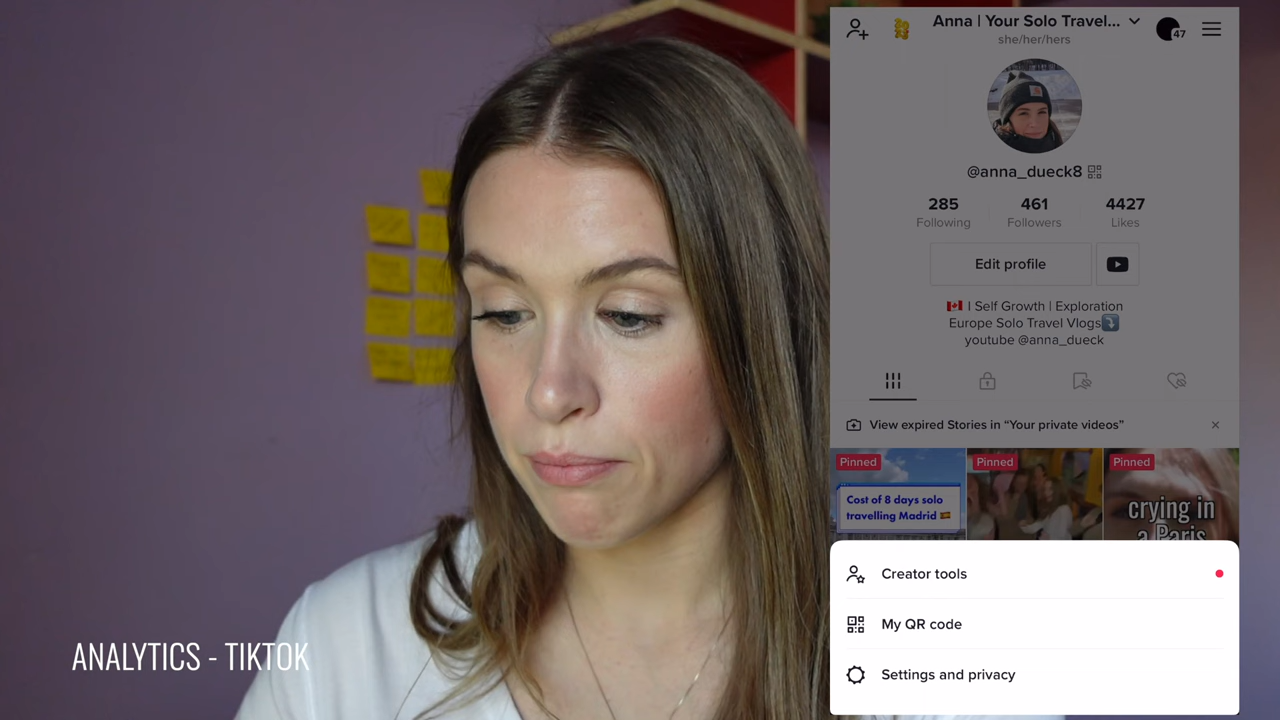 Anna | Your Solo Travel...
47
she/her/hers
@anna_dueck8
285
461
4427
Following
Followers
Likes
Edit profile
🇨🇦 | Self Growth | Exploration
Europe Solo Travel Vlogs⤵️
youtube @anna_dueck
View expired Stories in “Your private videos”
Pinned
Pinned
Pinned
Cost of 8 days solo
travelling Madrid 🇪🇸
crying in
a Paris
Creator tools
My QR code
Settings and privacy
ANALYTICS - TIKTOK